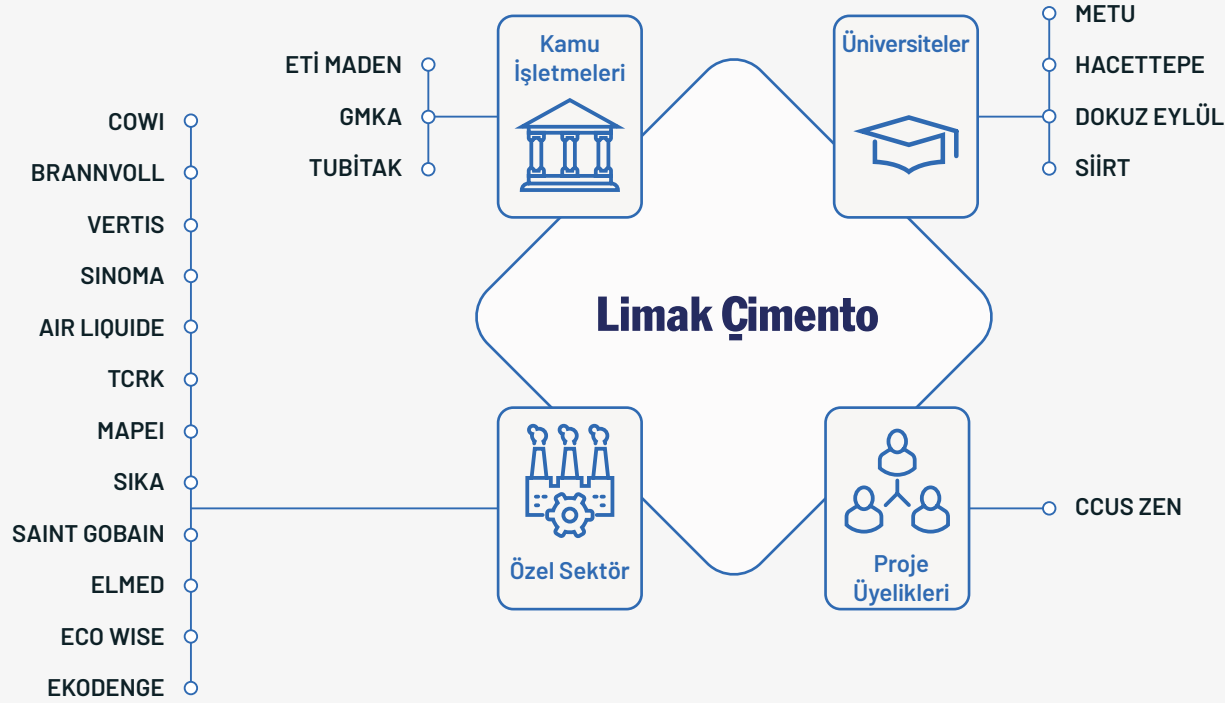 Kamu
İşletmeleri
ETİ MADEN
GMKA
TUBİTAK
Üniversiteler
METU
HACETTEPE
DOKUZ EYLÜL
SİİRT
Limak Çimento
COWI
BRANNVOLL
VERTIS
SINOMA
AIR LIQUIDE
TCRK
MAPEI
SIKA
SAINT GOBAIN
ELMED
ECO WISE
EKODENGE
Özel Sektör
Proje
Üyelikleri
CCUS ZEN